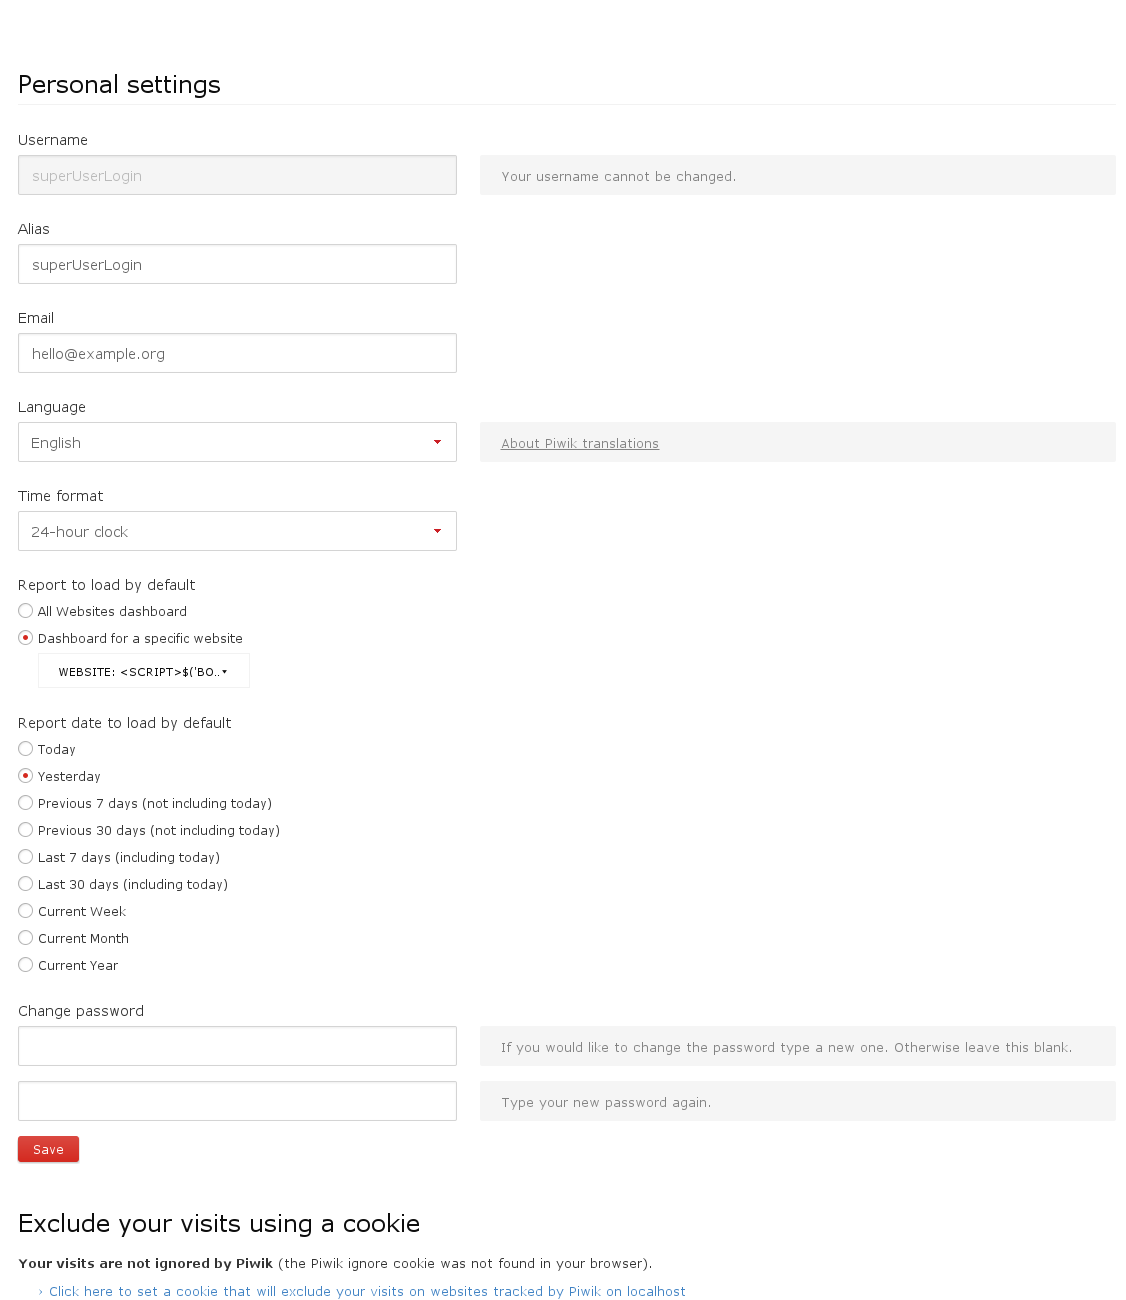 Personal settings
Username
superUserLogin
Your username cannot be changed.
Alias
superUserLogin
Email
hello@example.org
Language
English
About Piwik translations
Time format
24-hour clock
Report to load by default
All Websites dashboard
Dashboard for a specific website
WEBSITE: <SCRIPT>$('BO..
Report date to load by default
Today
Yesterday
Previous 7 days (not including today)
Previous 30 days (not including today)
Last 7 days (including today)
Last 30 days (including today)
Current Week
Current Month
Current Year
Change password
If you would like to change the password type a new one. Otherwise leave this blank.
Type your new password again.
Save
Exclude your visits using a cookie
Your visits are not ignored by Piwik (the Piwik ignore cookie was not found in your browser).
› Click here to set a cookie that will exclude your visits on websites tracked by Piwik on localhost